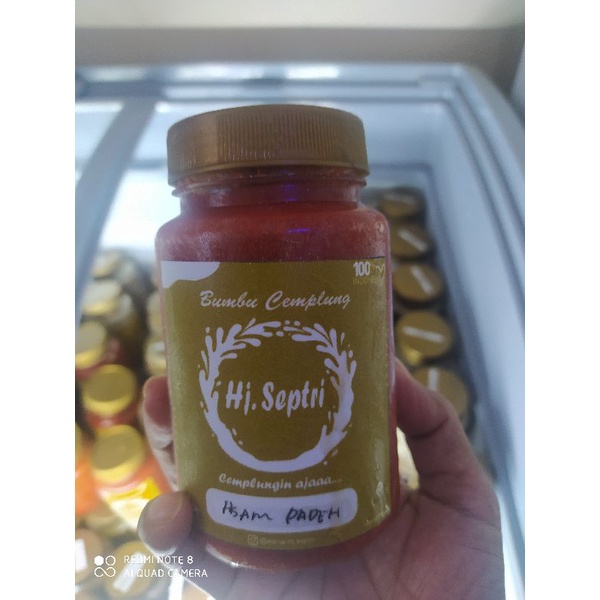 100
Bumbu Cemplung
Hj. Septri
Cemplungin ajaaa...
ASAM PADEH
REDMI NOTE 8
AI QUAD CAMERA